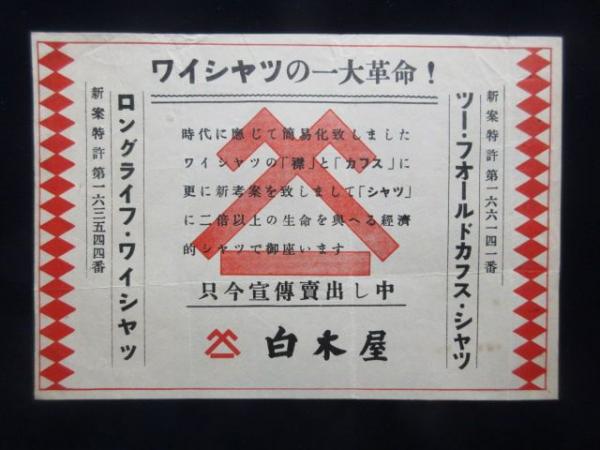 ワイシャツの一大革命！
新案特許第一六六一四一番
ツー・フオールドカフス・シャツ
時代に應じて簡易化致しました
ワイシャツの「襟」と「カフス」に
更に新考案を致しまして「シャツ」
に二倍以上の生命を與へる經濟
的シャツで御座います
只今宣傳賣出し中
白木屋
ロングライフ・ワイシャツ
新案特許第一六三五四四番